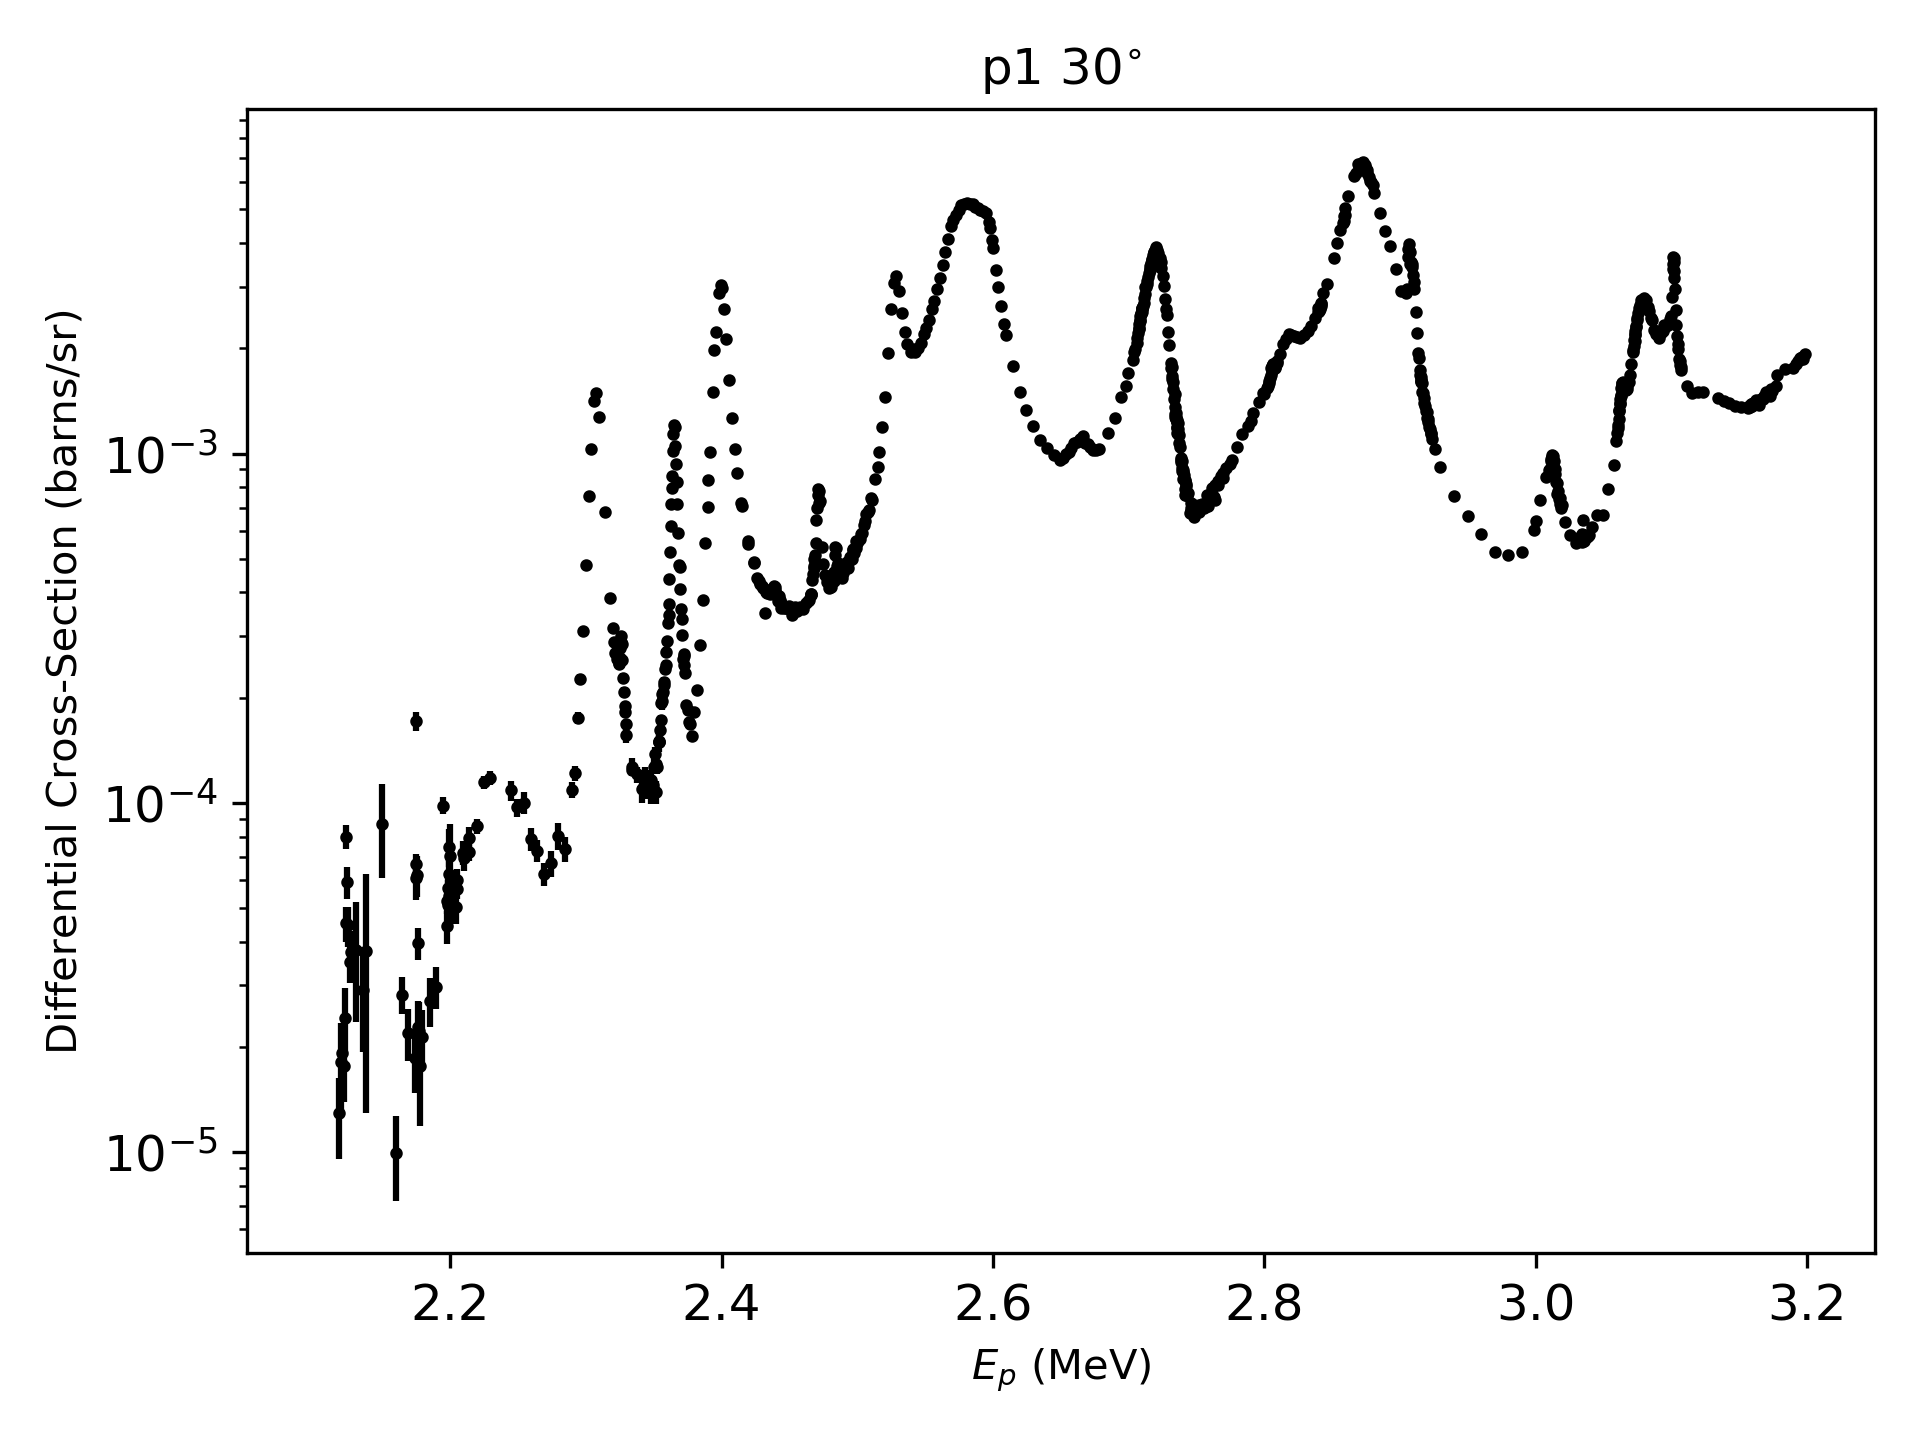 p1 30°
Differential Cross-Section (barns/sr)
10⁻³
10⁻⁴
10⁻⁵
2.2 2.4 2.6 2.8 3.0 3.2
Eₚ (MeV)